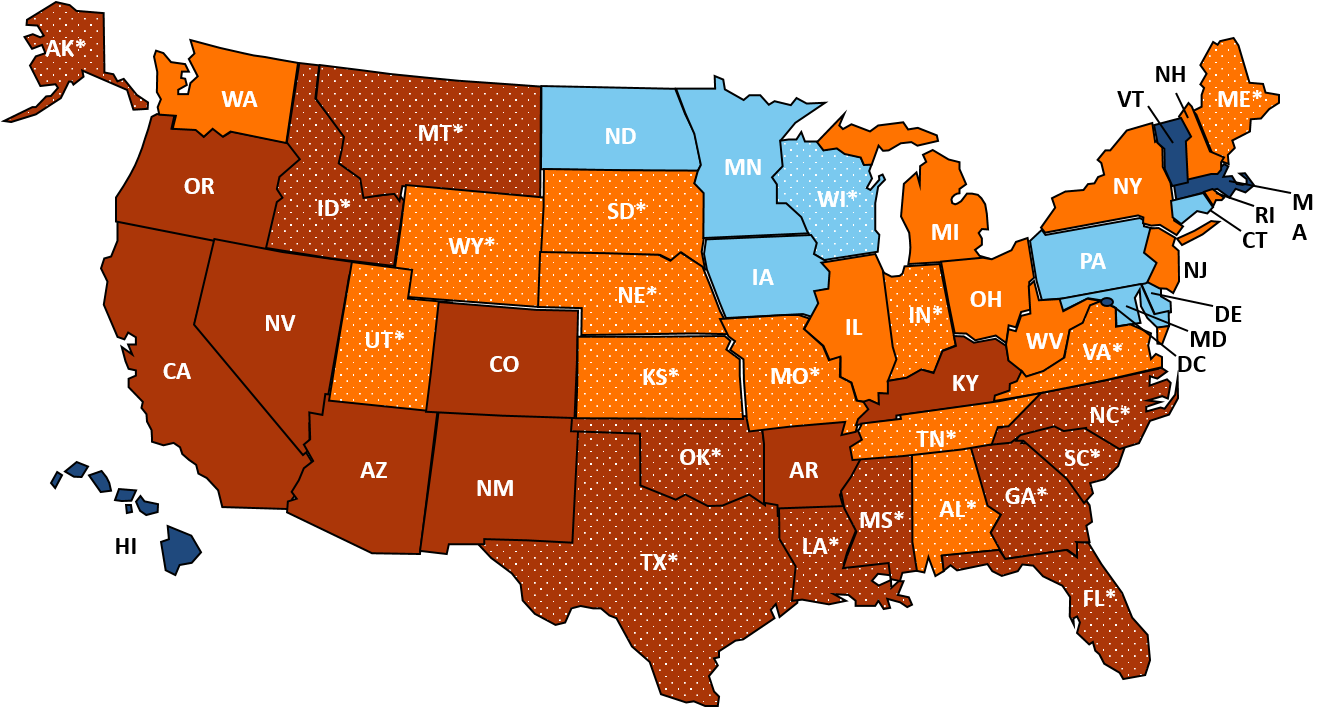 AK*
WA
MT*
ND
MN
OR
ID*
WY*
SD*
WI*
MI
NY
VT
NH
ME*
M
A
RI
CT
NJ
PA
DE
MD
DC
NE*
IA
IL
IN*
OH
WV
VA*
NV
UT*
CO
KS*
MO*
KY
CA
NC*
TN*
SC*
AZ
NM
OK*
AR
MS*
AL*
GA*
LA*
TX*
FL*
HI